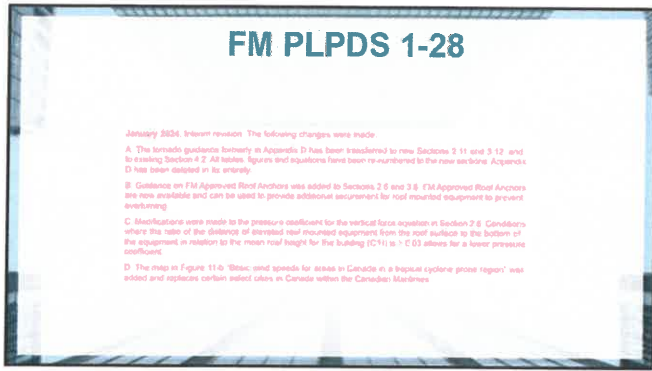 FM PLPDS 1-28
January 2024. Interim revision. The following changes were made:
A. The tornado guidance formerly in Appendix D has been transferred to new Sections 2.11 and 3.12, and
to existing Section 4.2. All tables, figures and equations have been re-numbered to the new sections. Appendix
D has been deleted in its entirety.
B. Guidance on FM Approved Roof Anchors was added to Sections 2.6 and 3.8. FM Approved Roof Anchors
are now available and can be used to provide additional securement for roof mounted equipment to prevent
overturning.
C. Modifications were made to the pressure coefficient for the vertical force equation in Section 2.6. Conditions
where the ratio of the distance of elevated roof mounted equipment from the roof surface to the bottom of
the equipment in relation to the mean roof height for the building is > 0.03 allows for a lower pressure
coefficient.
D. The map in Figure 11-b "Basic wind speeds for areas in Canada in a tropical cyclone prone region" was
added and replaces certain select cities in Canada within the Canadian Maritimes.